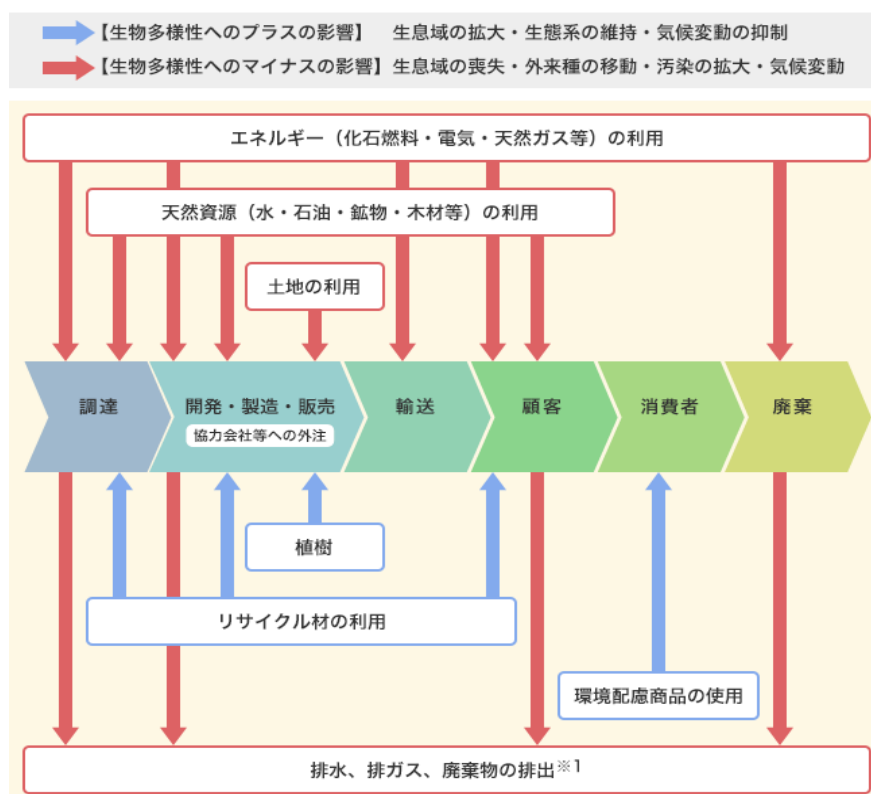 【生物多様性へのプラスの影響】 生息域の拡大・生態系の維持・気候変動の抑制
【生物多様性へのマイナスの影響】生息域の喪失・外来種の移動・汚染の拡大・気候変動
エネルギー（化石燃料・電気・天然ガス等）の利用
天然資源（水・石油・鉱物・木材等）の利用
土地の利用
調達
開発・製造・販売
協力会社等への外注
輸送
顧客
消費者
廃棄
植樹
リサイクル材の利用
環境配慮商品の使用
排水、排ガス、廃棄物の排出※1